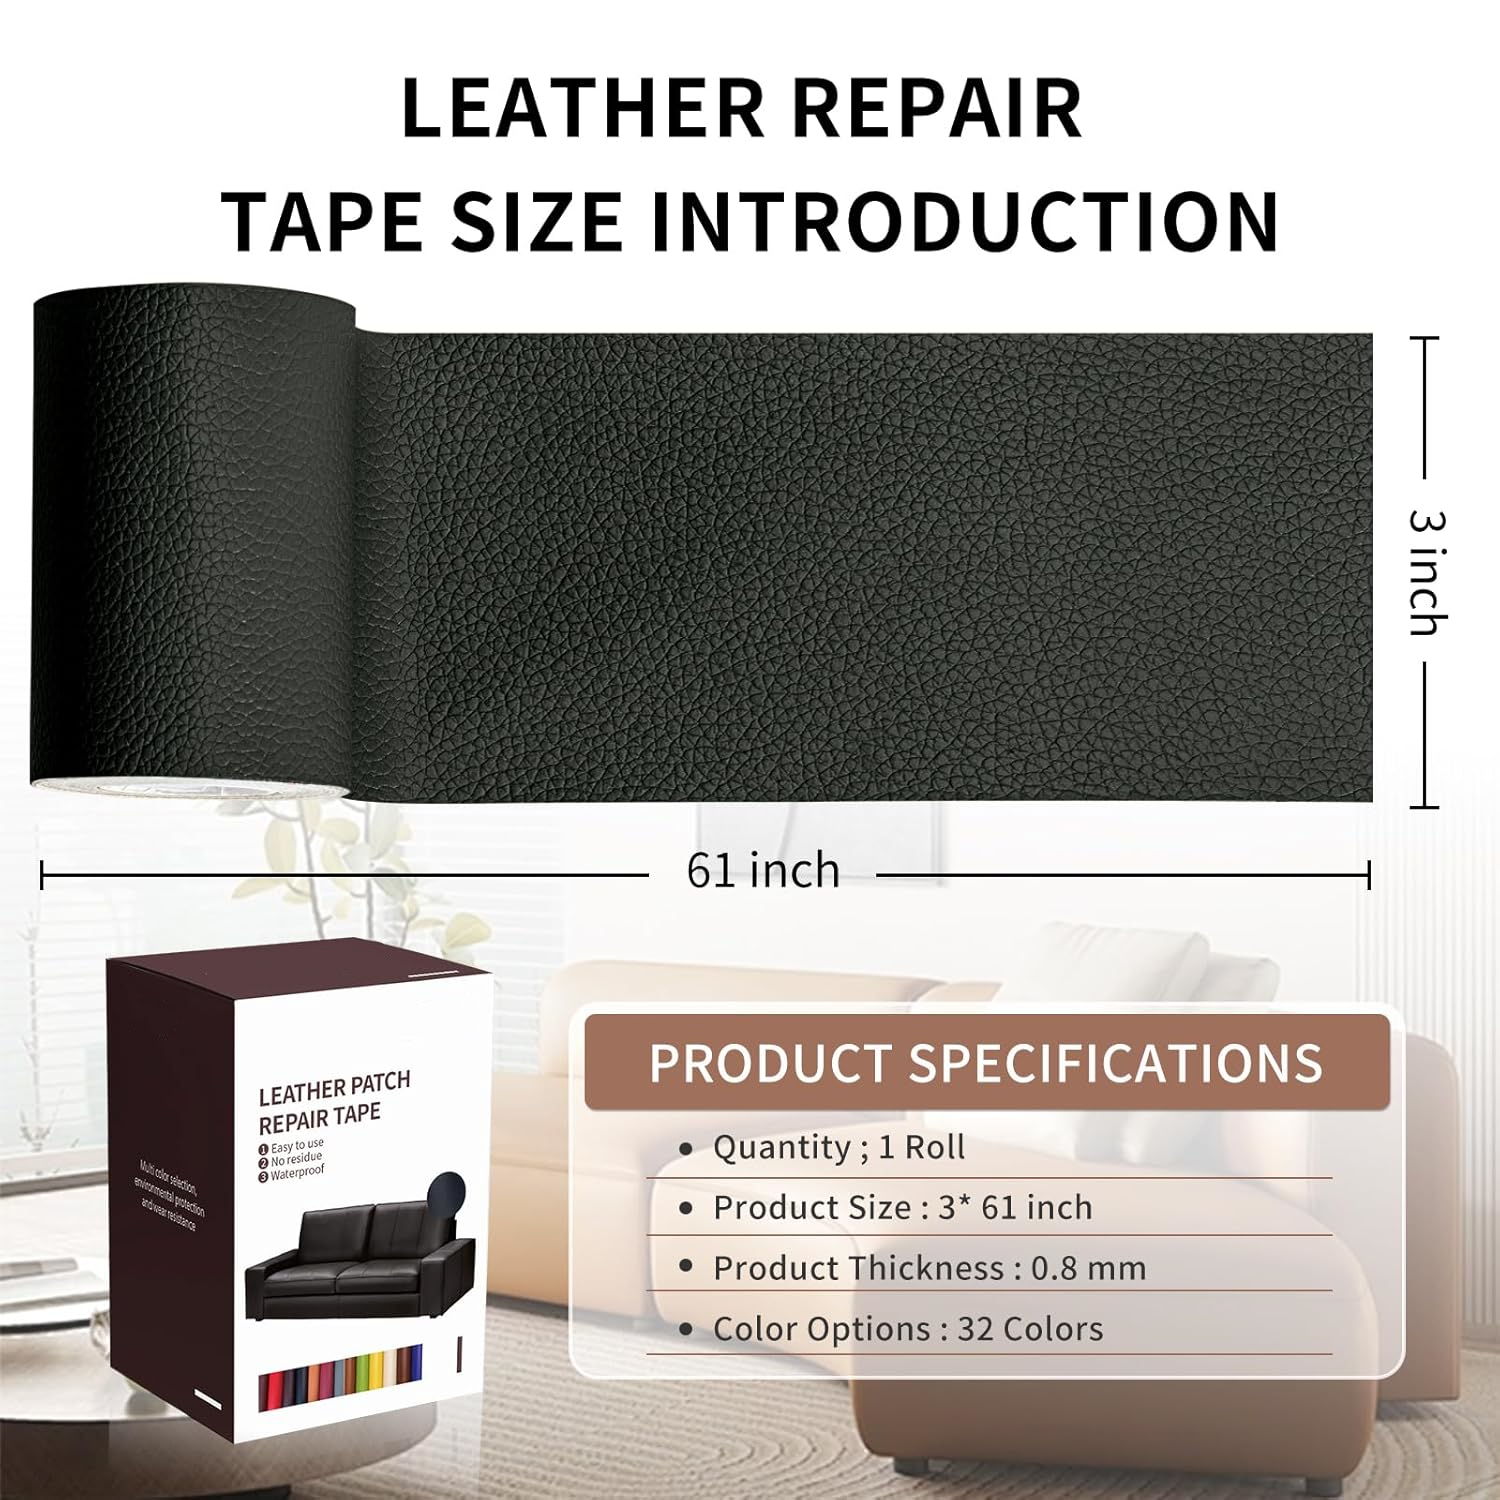 LEATHER REPAIR
TAPE SIZE INTRODUCTION
3 inch
61 inch
LEATHER PATCH
REPAIR TAPE
1 Easy to use
2 No residue
3 Waterproof
Multi color selection,
environmental protection
and wear resistance
PRODUCT SPECIFICATIONS
• Quantity ; 1 Roll
• Product Size : 3* 61 inch
• Product Thickness : 0.8 mm
• Color Options : 32 Colors